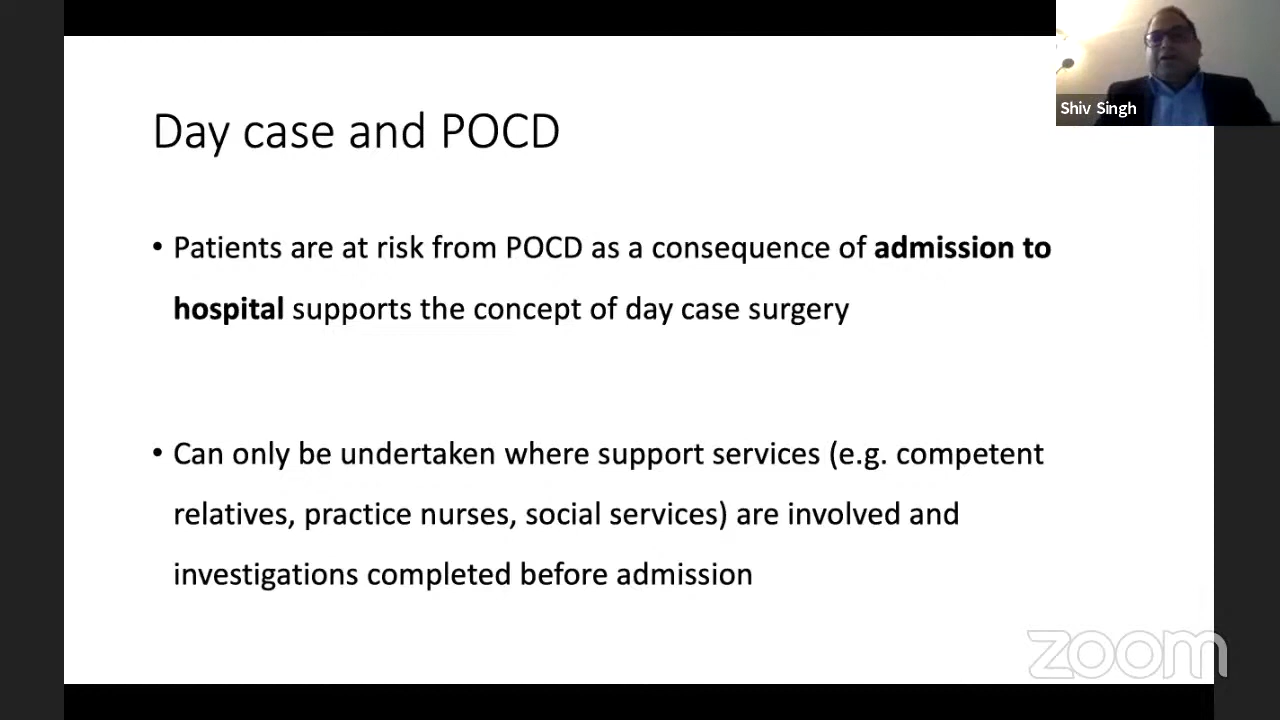 Shiv Singh
Day case and POCD
• Patients are at risk from POCD as a consequence of admission to
hospital supports the concept of day case surgery
• Can only be undertaken where support services (e.g. competent
relatives, practice nurses, social services) are involved and
investigations completed before admission
zoom